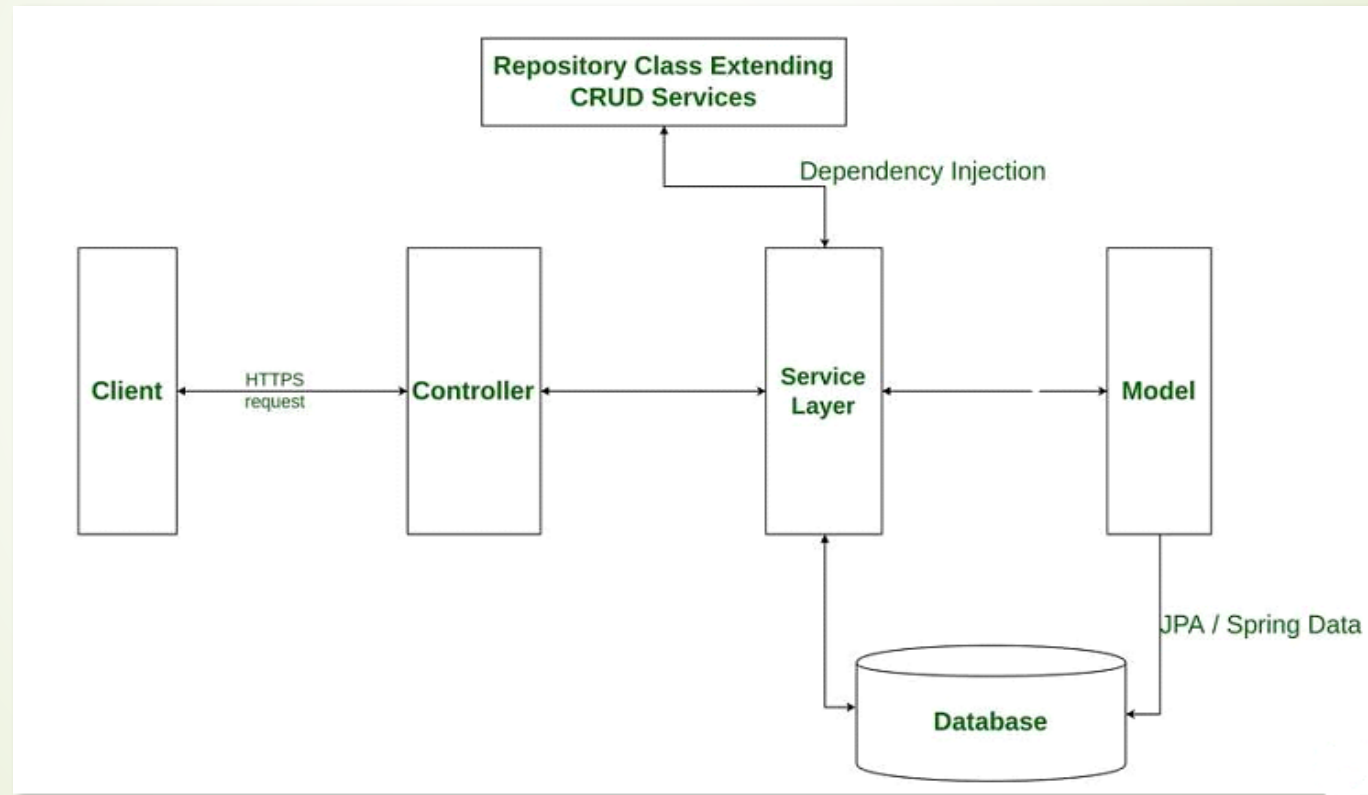 Repository Class Extending
CRUD Services
Dependency Injection
Client
HTTPS
request
Controller
Service
Layer
Model
JPA / Spring Data
Database